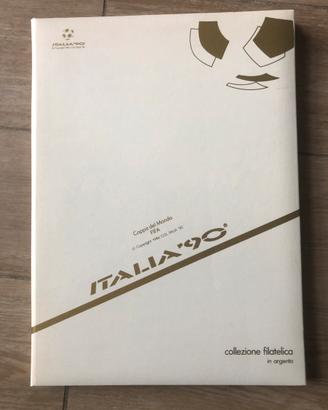 ITALIA'90
Coppa del Mondo
FIFA
ITALIA'90®
collezione filatelica
in argento